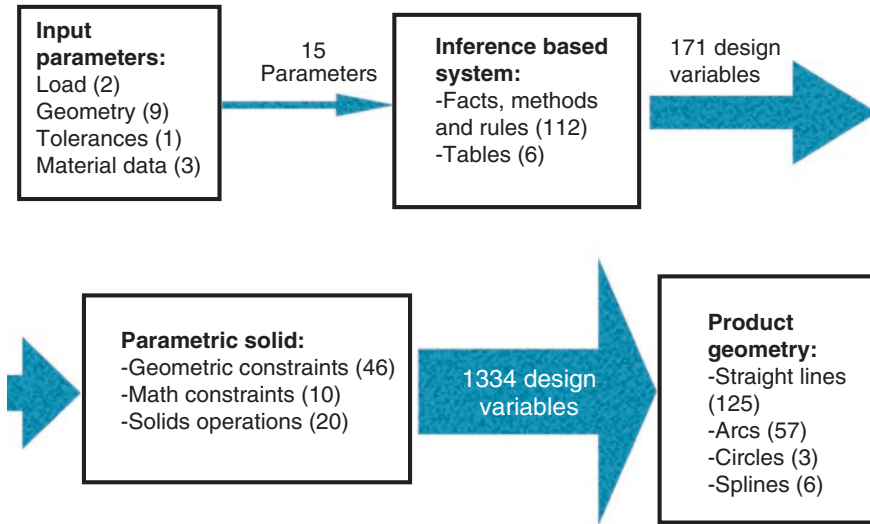 Input
parameters:
Load (2)
Geometry (9)
Tolerances (1)
Material data (3)
15
Parameters
Inference based
system:
-Facts, methods
and rules (112)
-Tables (6)
171 design
variables
Parametric solid:
-Geometric constraints (46)
-Math constraints (10)
-Solids operations (20)
1334 design
variables
Product
geometry:
-Straight lines
(125)
-Arcs (57)
-Circles (3)
-Splines (6)